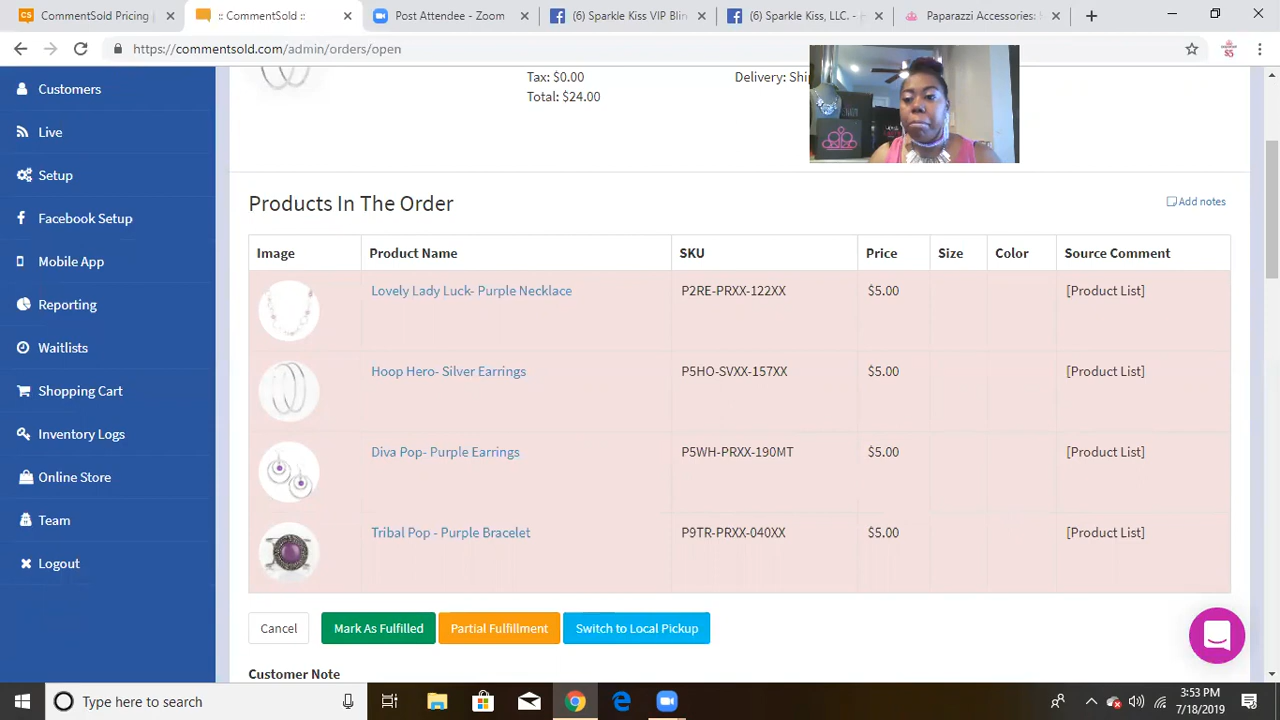 CommentSold Pricing |
:: CommentSold ::
Post Attendee - Zoom
(6) Sparkle Kiss VIP Blin
(6) Sparkle Kiss, LLC. -
Paparazzi Accessories:
https://commentsold.com/admin/orders/open
$5
Customers
Live
Setup
Facebook Setup
Mobile App
Reporting
Waitlists
Shopping Cart
Inventory Logs
Online Store
Team
Logout
Tax: $0.00
Total: $24.00
Delivery: Shi
Products In The Order
Add notes
Image Product Name SKU Price Size Color Source Comment
Lovely Lady Luck- Purple Necklace P2RE-PRXX-122XX $5.00 [Product List]
Hoop Hero- Silver Earrings P5HO-SVXX-157XX $5.00 [Product List]
Diva Pop- Purple Earrings P5WH-PRXX-190MT $5.00 [Product List]
Tribal Pop - Purple Bracelet P9TR-PRXX-040XX $5.00 [Product List]
Cancel Mark As Fulfilled Partial Fulfillment Switch to Local Pickup
Customer Note
Type here to search
3:53 PM
7/18/2019